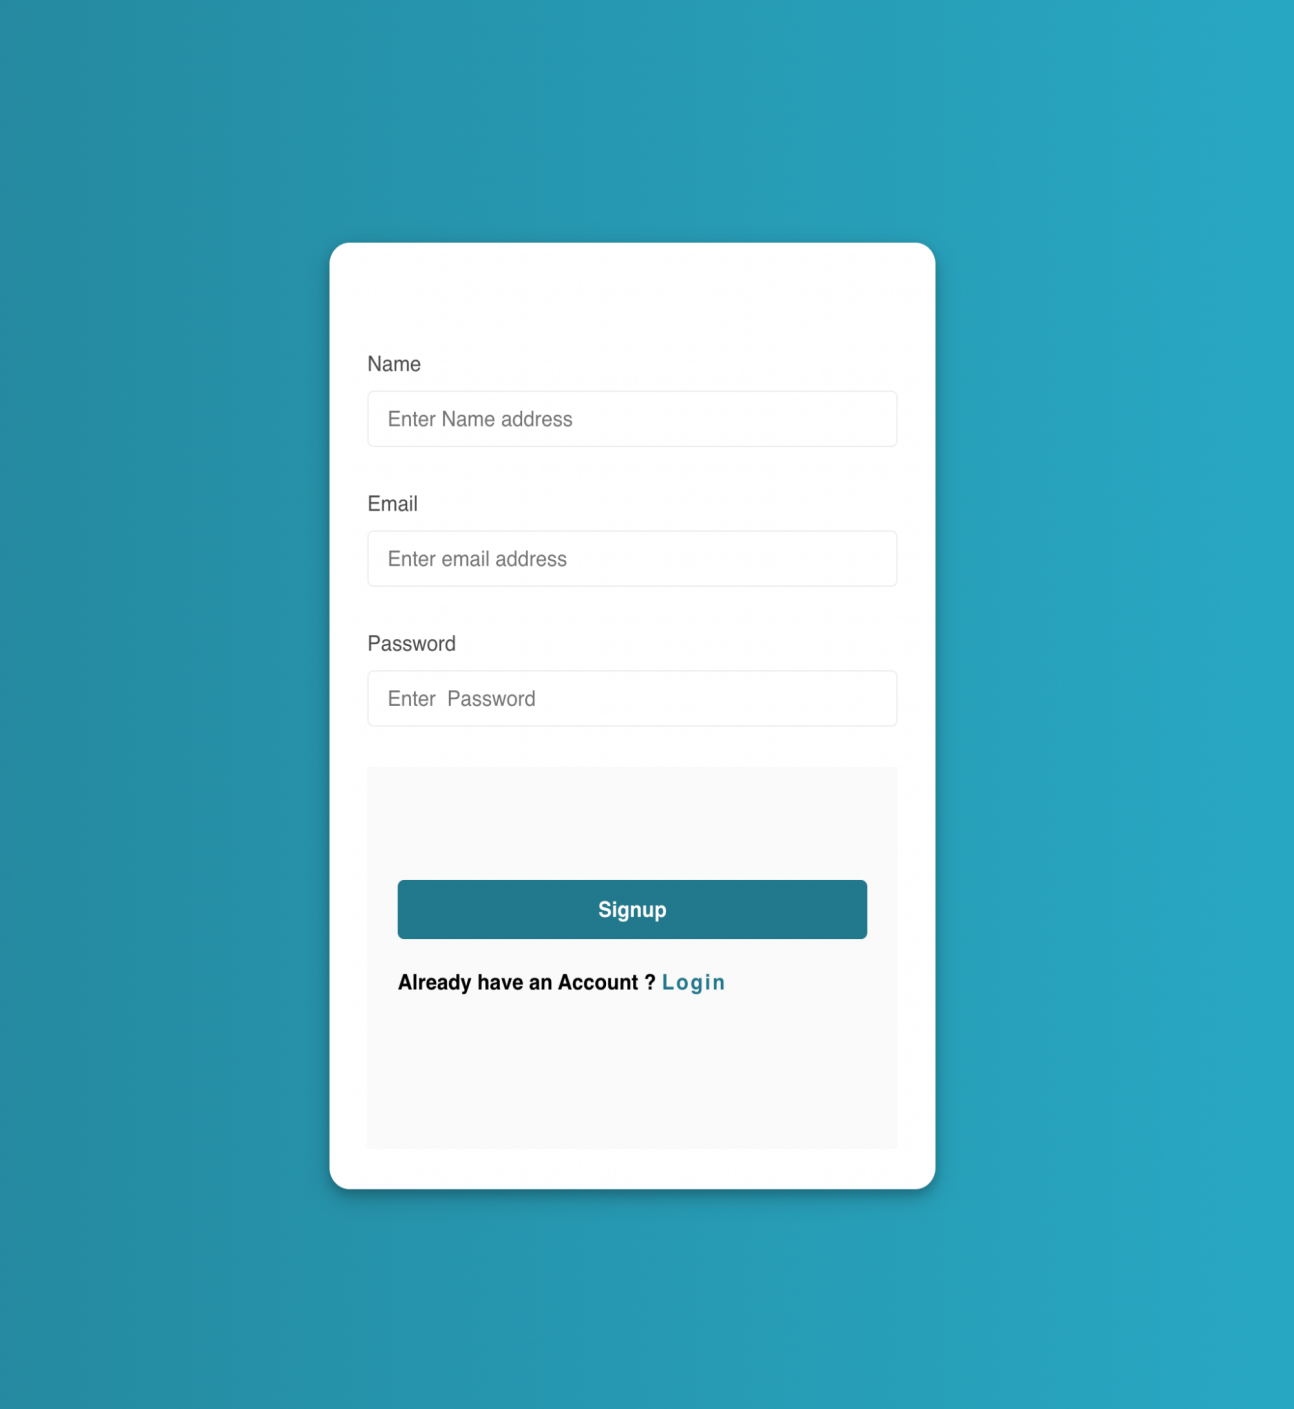 Name
Enter Name address
Email
Enter email address
Password
Enter  Password
Signup
Already have an Account ? Login